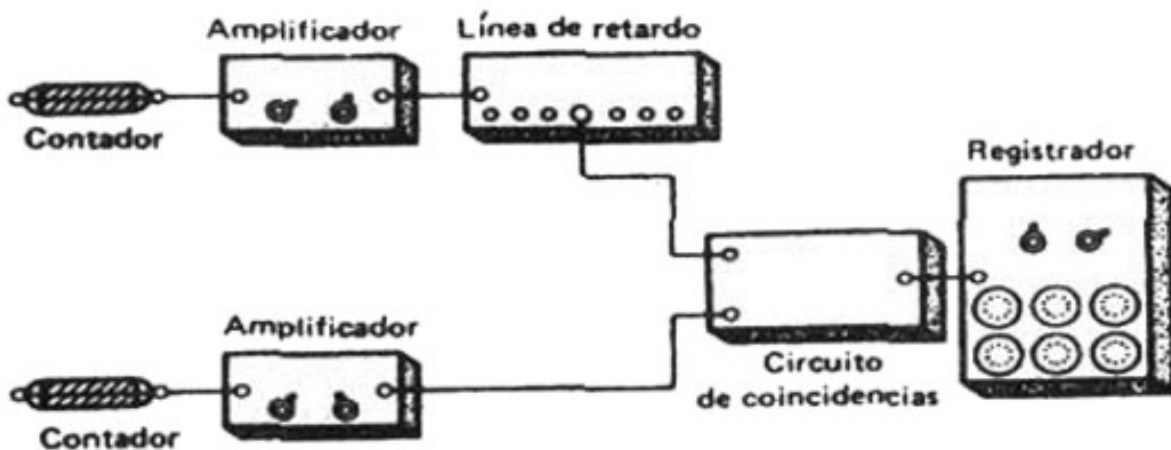 Amplificador
Línea de retardo
Contador
Registrador
Amplificador
Circuito
de coincidencias
Contador